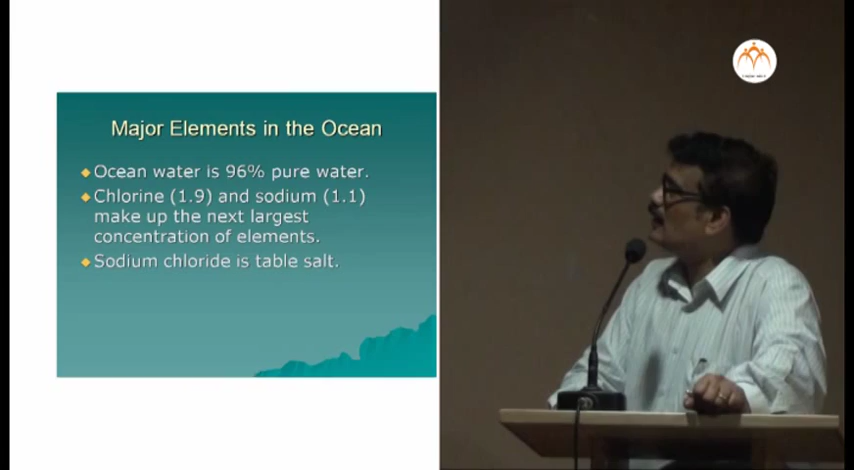 Major Elements in the Ocean
◆Ocean water is 96% pure water.
◆Chlorine (1.9) and sodium (1.1)
make up the next largest
concentration of elements.
◆Sodium chloride is table salt.